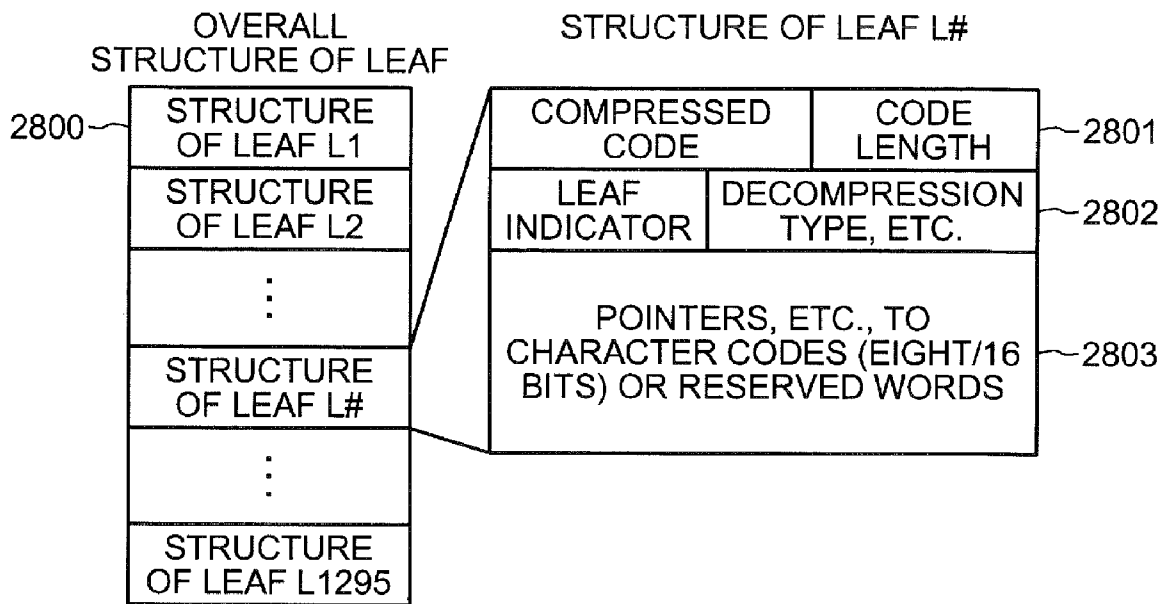 OVERALL
STRUCTURE OF LEAF
2800
STRUCTURE
OF LEAF L1
STRUCTURE
OF LEAF L2
⋮
STRUCTURE
OF LEAF L#
⋮
STRUCTURE
OF LEAF L1295
STRUCTURE OF LEAF L#
COMPRESSED
CODE
CODE
LENGTH
2801
LEAF
INDICATOR
DECOMPRESSION
TYPE, ETC.
2802
POINTERS, ETC., TO
CHARACTER CODES (EIGHT/16
BITS) OR RESERVED WORDS
2803